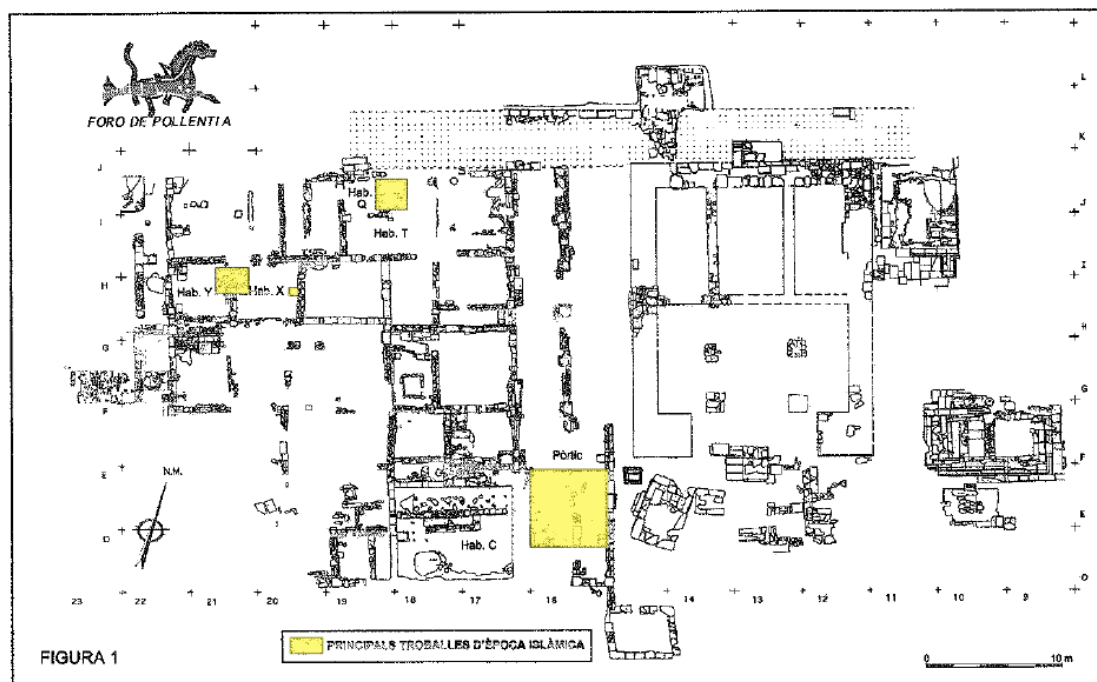 FORO DE POLLENTIA
L
K
J
I
H
G
F
E
D
J
I
H
G
F
E
D
Hab. Q
Hab. T
Hab. Y
Hab. X
Pòrtic
Hab. C
N.M.
23 22 21 20 19 18 17 16 14 13 12 11 10 9
PRINCIPALS TROBALLES D'ÈPOCA ISLÀMICA
FIGURA 1
0 10 m